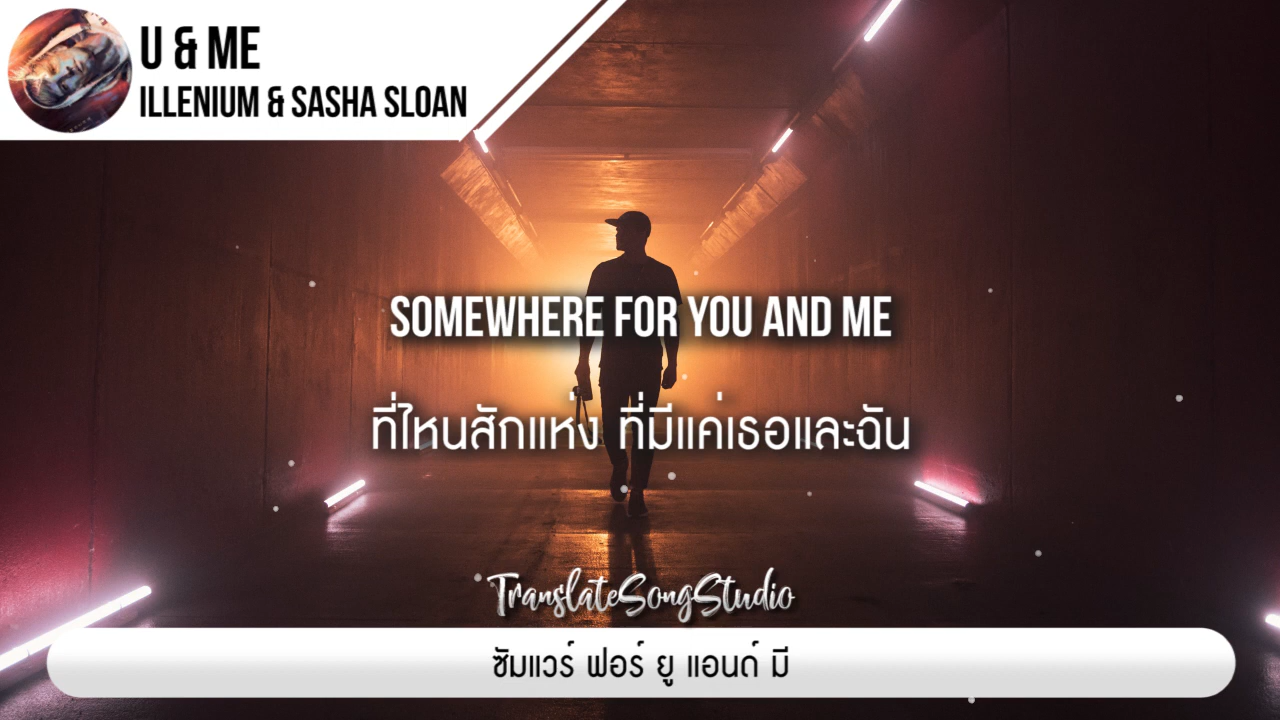 U & ME
ILLENIUM & SASHA SLOAN
SOMEWHERE FOR YOU AND ME
ที่ไหนสักแห่ง ที่มีแค่เธอและฉัน
TranslateSongStudio
ซัมแวร์ ฟอร์ ยู แอนด์ มี